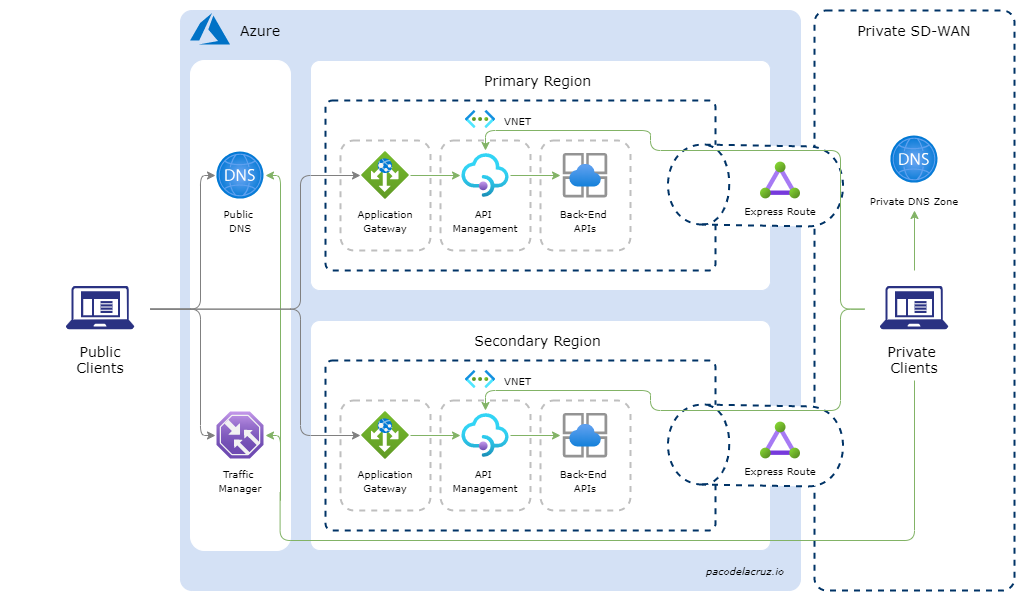 Azure
Private SD-WAN
Primary Region
VNET
DNS
Public
DNS
Application
Gateway
API
Management
Back-End
APIs
Express Route
DNS
Private DNS Zone
Public
Clients
Private
Clients
Secondary Region
VNET
Traffic
Manager
Application
Gateway
API
Management
Back-End
APIs
Express Route
pacodelacruz.io